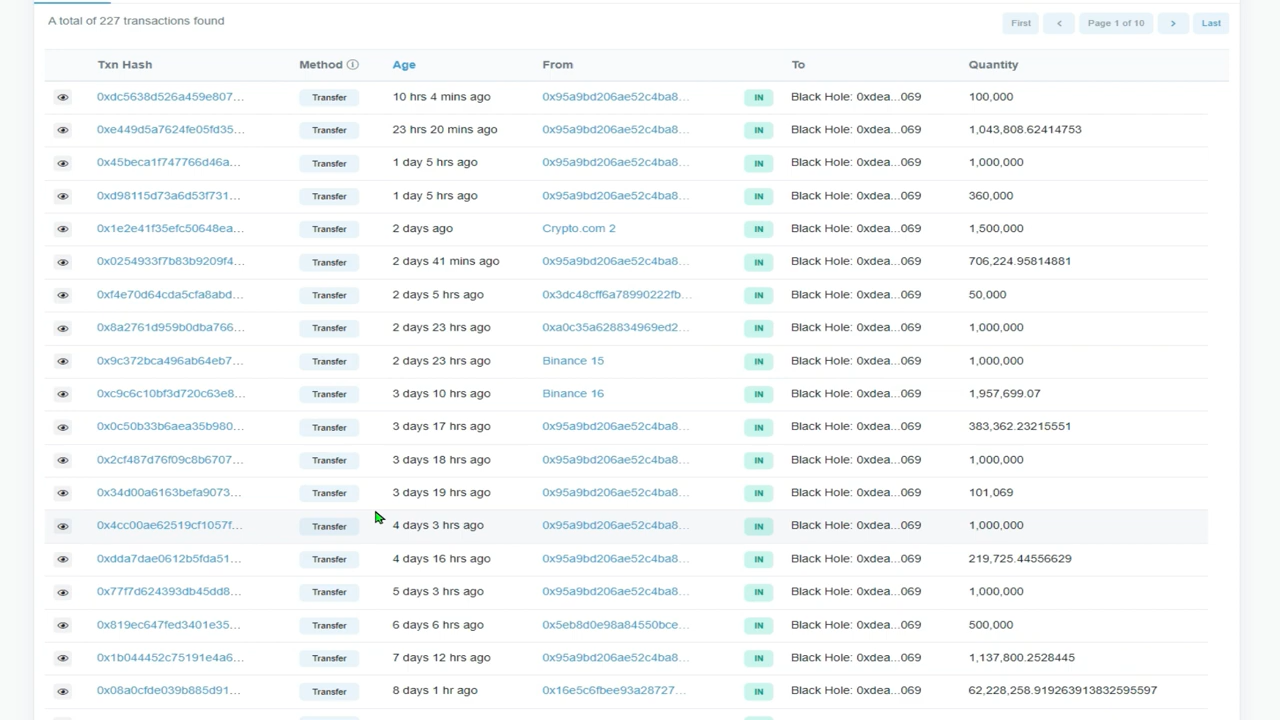 A total of 227 transactions found
First < Page 1 of 10 > Last
Txn Hash Method Age From To Quantity
0xdc5638d526a459e807... Transfer 10 hrs 4 mins ago 0x95a9bd206ae52c4ba8... IN Black Hole: 0xdea...069 100,000
0xe449d5a7624fe05fd35... Transfer 23 hrs 20 mins ago 0x95a9bd206ae52c4ba8... IN Black Hole: 0xdea...069 1,043,808.62414753
0x45beca1f747766d46a... Transfer 1 day 5 hrs ago 0x95a9bd206ae52c4ba8... IN Black Hole: 0xdea...069 1,000,000
0xd98115d73a6d53f731... Transfer 1 day 5 hrs ago 0x95a9bd206ae52c4ba8... IN Black Hole: 0xdea...069 360,000
0x1e2e41f35efc50648ea... Transfer 2 days ago Crypto.com 2 IN Black Hole: 0xdea...069 1,500,000
0x0254933f7b83b9209f4... Transfer 2 days 41 mins ago 0x95a9bd206ae52c4ba8... IN Black Hole: 0xdea...069 706,224.95814881
0xf4e70d64cda5cfa8abd... Transfer 2 days 5 hrs ago 0x3dc48cff6a78990222fb... IN Black Hole: 0xdea...069 50,000
0x8a2761d959b0dba766... Transfer 2 days 23 hrs ago 0xa0c35a628834969ed2... IN Black Hole: 0xdea...069 1,000,000
0x9c372bca496ab64eb7... Transfer 2 days 23 hrs ago Binance 15 IN Black Hole: 0xdea...069 1,000,000
0xc9c6c10bf3d720c63e8... Transfer 3 days 10 hrs ago Binance 16 IN Black Hole: 0xdea...069 1,957,699.07
0x0c50b33b6aea35b980... Transfer 3 days 17 hrs ago 0x95a9bd206ae52c4ba8... IN Black Hole: 0xdea...069 383,362.23215551
0x2cf487d76f09c8b6707... Transfer 3 days 18 hrs ago 0x95a9bd206ae52c4ba8... IN Black Hole: 0xdea...069 1,000,000
0x34d00a6163befa9073... Transfer 3 days 19 hrs ago 0x95a9bd206ae52c4ba8... IN Black Hole: 0xdea...069 101,069
0x4cc00ae62519cf1057f... Transfer 4 days 3 hrs ago 0x95a9bd206ae52c4ba8... IN Black Hole: 0xdea...069 1,000,000
0xdda7dae0612b5fda51... Transfer 4 days 16 hrs ago 0x95a9bd206ae52c4ba8... IN Black Hole: 0xdea...069 219,725.44556629
0x77f7d624393db45dd8... Transfer 5 days 3 hrs ago 0x95a9bd206ae52c4ba8... IN Black Hole: 0xdea...069 1,000,000
0x819ec647fed3401e35... Transfer 6 days 6 hrs ago 0x5eb8d0e98a84550bce... IN Black Hole: 0xdea...069 500,000
0x1b044452c75191e4a6... Transfer 7 days 12 hrs ago 0x95a9bd206ae52c4ba8... IN Black Hole: 0xdea...069 1,137,800.2528445
0x08a0cfde039b885d91... Transfer 8 days 1 hr ago 0x16e5c6fbee93a28727... IN Black Hole: 0xdea...069 62,228,258.919263913832595597